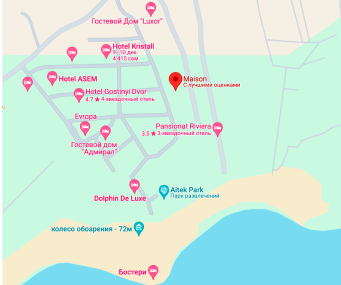 Гостевой Дом "Luxor"
Hotel Kristall
9–10 дек.
4 415 сом
Hotel ASEM
Maison
С лучшими оценками
Hotel Gostinyi Dvor
4.7 ★ 4-звездочный отель
Evropa
Pansionat Riviera
3.5 ★ 3-звездочный отель
Гостевой дом
"Адмирал"
Dolphin De Luxe
Aitek Park
Парк развлечений
колесо обозрения - 72м
Бостери